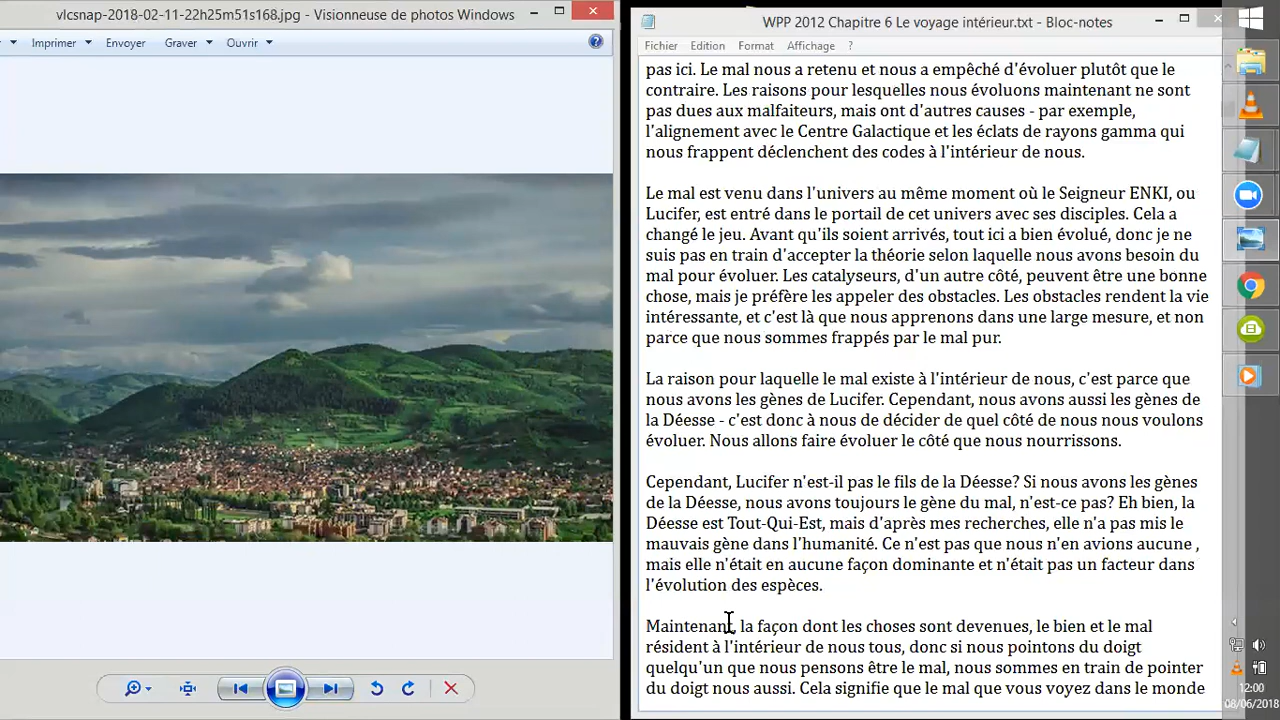 vlcsnap-2018-02-11-22h25m51s168.jpg - Visionneuse de photos Windows
Imprimer Envoyer Graver Ouvrir
WPP 2012 Chapitre 6 Le voyage intérieur.txt - Bloc-notes
Fichier Edition Format Affichage ?
pas ici. Le mal nous a retenu et nous a empêché d'évoluer plutôt que le
contraire. Les raisons pour lesquelles nous évoluons maintenant ne sont
pas dues aux malfaiteurs, mais ont d'autres causes - par exemple,
l'alignement avec le Centre Galactique et les éclats de rayons gamma qui
nous frappent déclenchent des codes à l'intérieur de nous.
Le mal est venu dans l'univers au même moment où le Seigneur ENKI, ou
Lucifer, est entré dans le portail de cet univers avec ses disciples. Cela a
changé le jeu. Avant qu'ils soient arrivés, tout ici a bien évolué, donc je ne
suis pas en train d'accepter la théorie selon laquelle nous avons besoin du
mal pour évoluer. Les catalyseurs, d'un autre côté, peuvent être une bonne
chose, mais je préfère les appeler des obstacles. Les obstacles rendent la vie
intéressante, et c'est là que nous apprenons dans une large mesure, et non
parce que nous sommes frappés par le mal pur.
La raison pour laquelle le mal existe à l'intérieur de nous, c'est parce que
nous avons les gènes de Lucifer. Cependant, nous avons aussi les gènes de
la Déesse - c'est donc à nous de décider de quel côté de nous nous voulons
évoluer. Nous allons faire évoluer le côté que nous nourrissons.
Cependant, Lucifer n'est-il pas le fils de la Déesse? Si nous avons les gènes
de la Déesse, nous avons toujours le gène du mal, n'est-ce pas? Eh bien, la
Déesse est Tout-Qui-Est, mais d'après mes recherches, elle n'a pas mis le
mauvais gène dans l'humanité. Ce n'est pas que nous n'en avions aucune ,
mais elle n'était en aucune façon dominante et n'était pas un facteur dans
l'évolution des espèces.
Maintenant, la façon dont les choses sont devenues, le bien et le mal
résident à l'intérieur de nous tous, donc si nous pointons du doigt
quelqu'un que nous pensons être le mal, nous sommes en train de pointer
du doigt nous aussi. Cela signifie que le mal que vous voyez dans le monde
12:00
08/06/2018